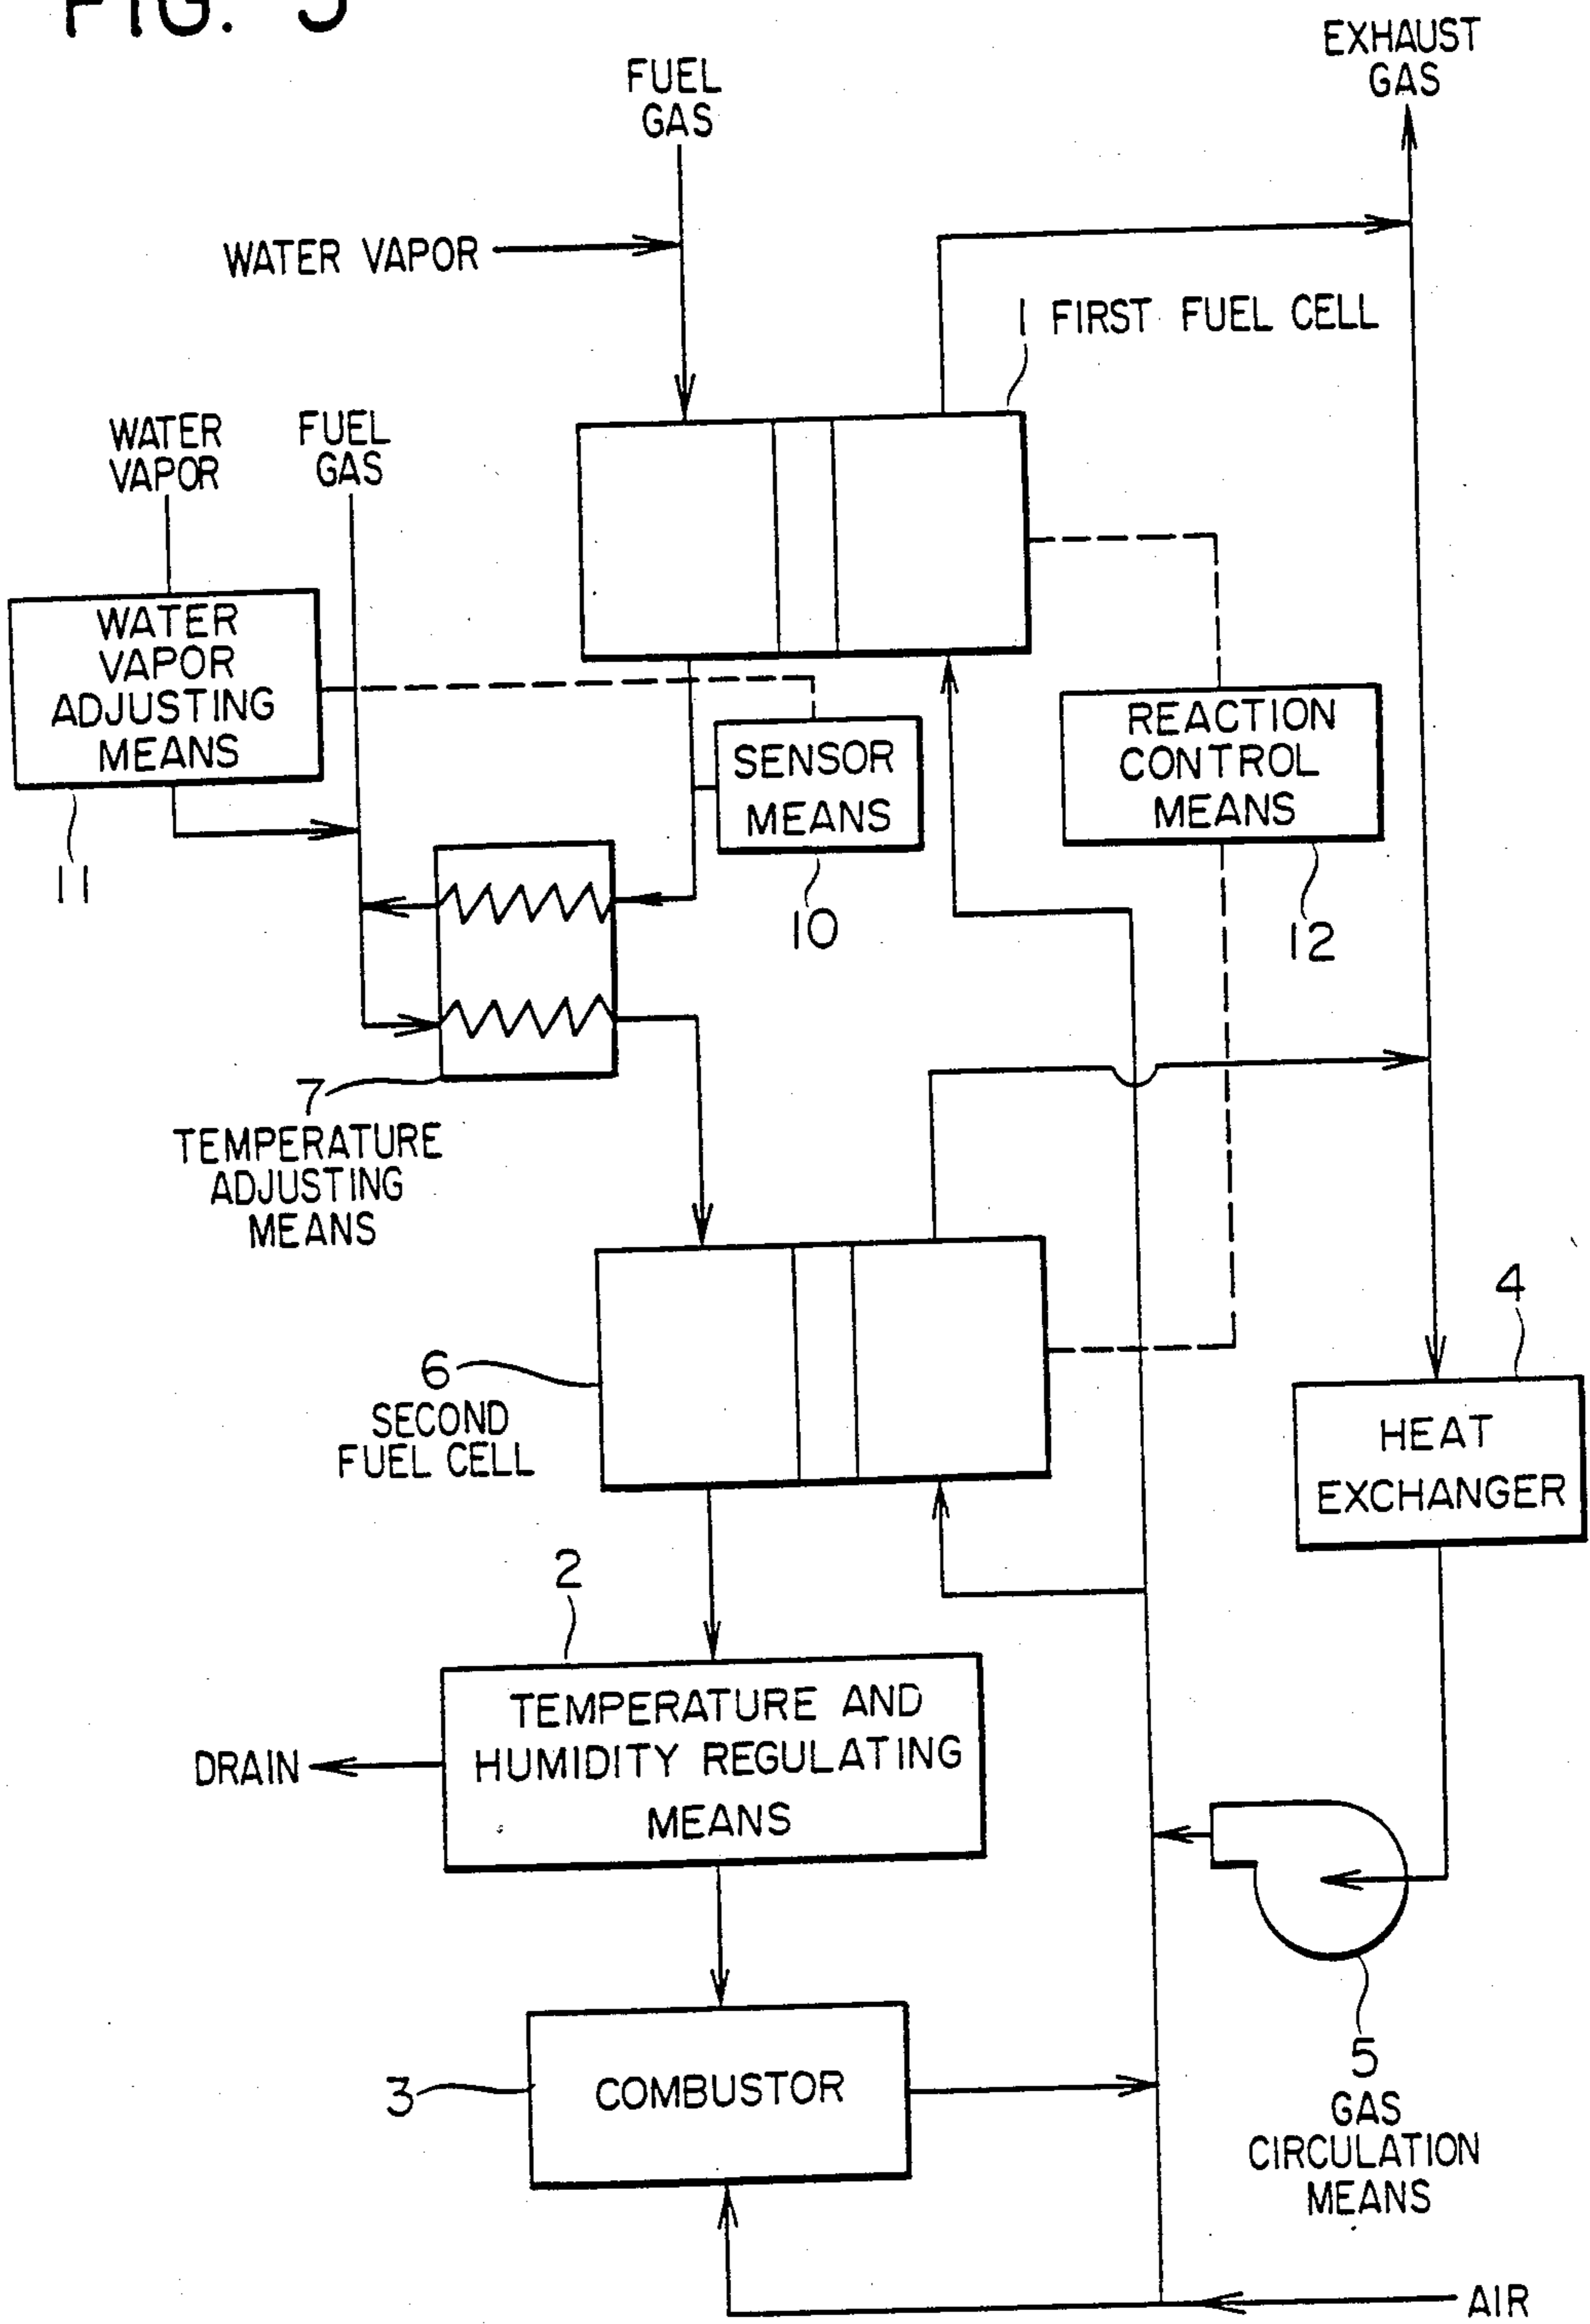 FIG. 5
EXHAUST
GAS
FUEL
GAS
WATER VAPOR
1 FIRST FUEL CELL
WATER
VAPOR
FUEL
GAS
WATER
VAPOR
ADJUSTING
MEANS
11
SENSOR
MEANS
10
REACTION
CONTROL
MEANS
12
7
TEMPERATURE
ADJUSTING
MEANS
6
SECOND
FUEL CELL
4
HEAT
EXCHANGER
2
TEMPERATURE AND
HUMIDITY REGULATING
MEANS
DRAIN
3
COMBUSTOR
5
GAS
CIRCULATION
MEANS
AIR